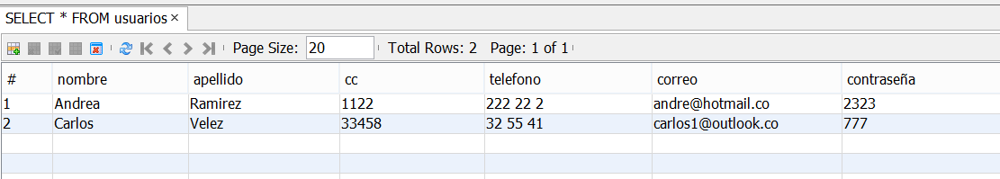 SELECT * FROM usuarios ×
Page Size: 20 Total Rows: 2 Page: 1 of 1
# nombre apellido cc telefono correo contraseña
1 Andrea Ramirez 1122 222 22 2 andre@hotmail.co 2323
2 Carlos Velez 33458 32 55 41 carlos1@outlook.co 777